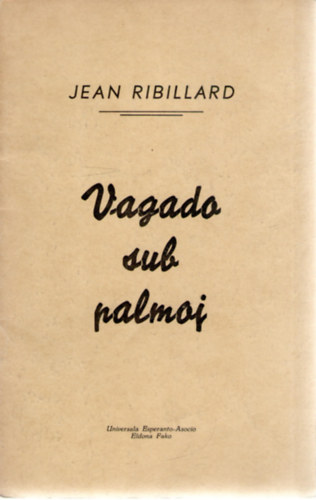 JEAN RIBILLARD
Vagado
sub
palmoj
Universala Esperanto-Asocio
Eldona Fako